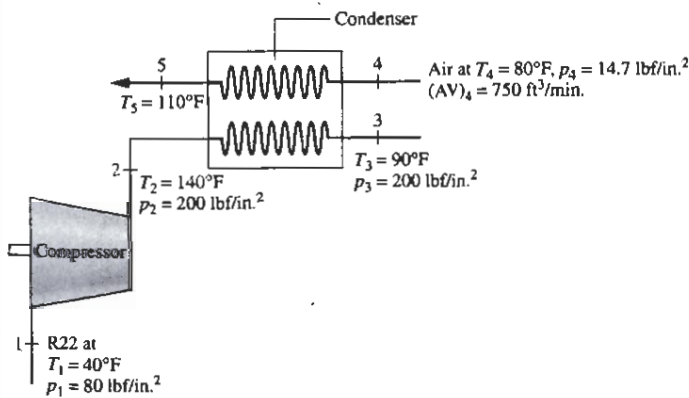 Condenser
5
4
Air at T₄ = 80°F, p₄ = 14.7 lbf/in.²
(AV)₄ = 750 ft³/min.
T₅ = 110°F
3
T₃ = 90°F
p₃ = 200 lbf/in.²
2
T₂ = 140°F
p₂ = 200 lbf/in.²
Compressor
1
R22 at
T₁ = 40°F
p₁ = 80 lbf/in.²